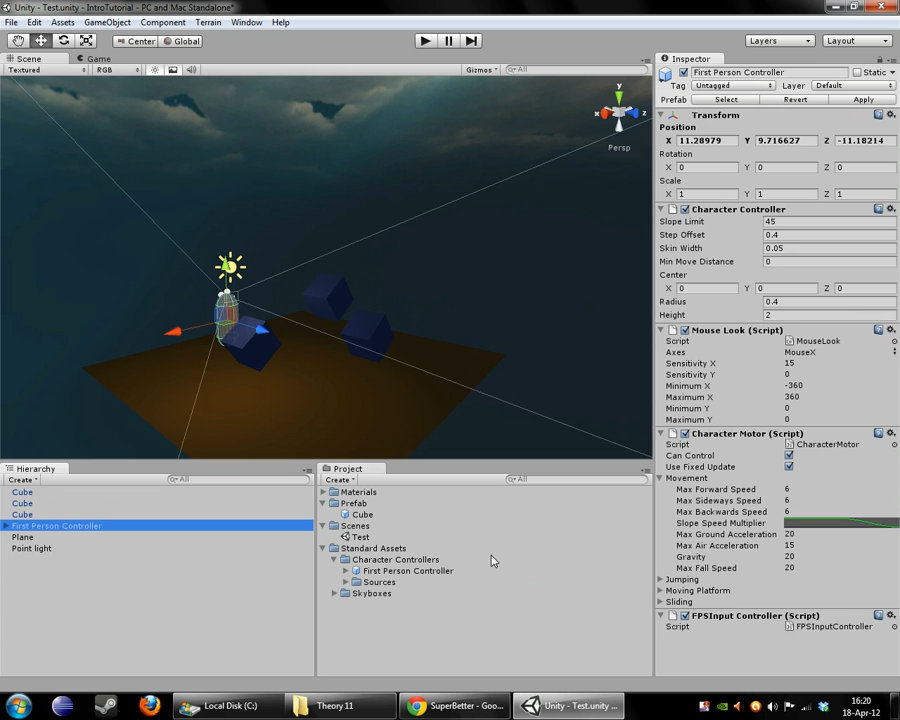 Unity - Test.unity - IntroTutorial - PC and Mac Standalone*
File Edit Assets GameObject Component Terrain Window Help
Center Global Layers Layout
Scene Game
Textured RGB Gizmos All
y
x z
Persp
Inspector
First Person Controller Static
Tag Untagged Layer Default
Prefab Select Revert Apply
Transform
Position
X 11.28979 Y 9.716627 Z -11.18214
Rotation
X 0 Y 0 Z 0
Scale
X 1 Y 1 Z 1
Character Controller
Slope Limit 45
Step Offset 0.4
Skin Width 0.05
Min Move Distance 0
Center
X 0 Y 0 Z 0
Radius 0.4
Height 2
Mouse Look (Script)
Script MouseLook
Axes MouseX
Sensitivity X 15
Sensitivity Y 0
Minimum X -360
Maximum X 360
Minimum Y 0
Maximum Y 0
Character Motor (Script)
Script CharacterMotor
Can Control
Use Fixed Update
Movement
Max Forward Speed 6
Max Sideways Speed 6
Max Backwards Speed 6
Slope Speed Multiplier
Max Ground Acceleration 20
Max Air Acceleration 15
Gravity 20
Max Fall Speed 20
Jumping
Moving Platform
Sliding
FPSInput Controller (Script)
Script FPSInputController
Hierarchy
Create All
Cube
Cube
Cube
First Person Controller
Plane
Point light
Project
Create All
Materials
Prefab
Cube
Scenes
Test
Standard Assets
Character Controllers
First Person Controller
Sources
Skyboxes
Local Disk (C:) Theory 11 SuperBetter - Goo... Unity - Test.unity ...
16:20
18-Apr-12